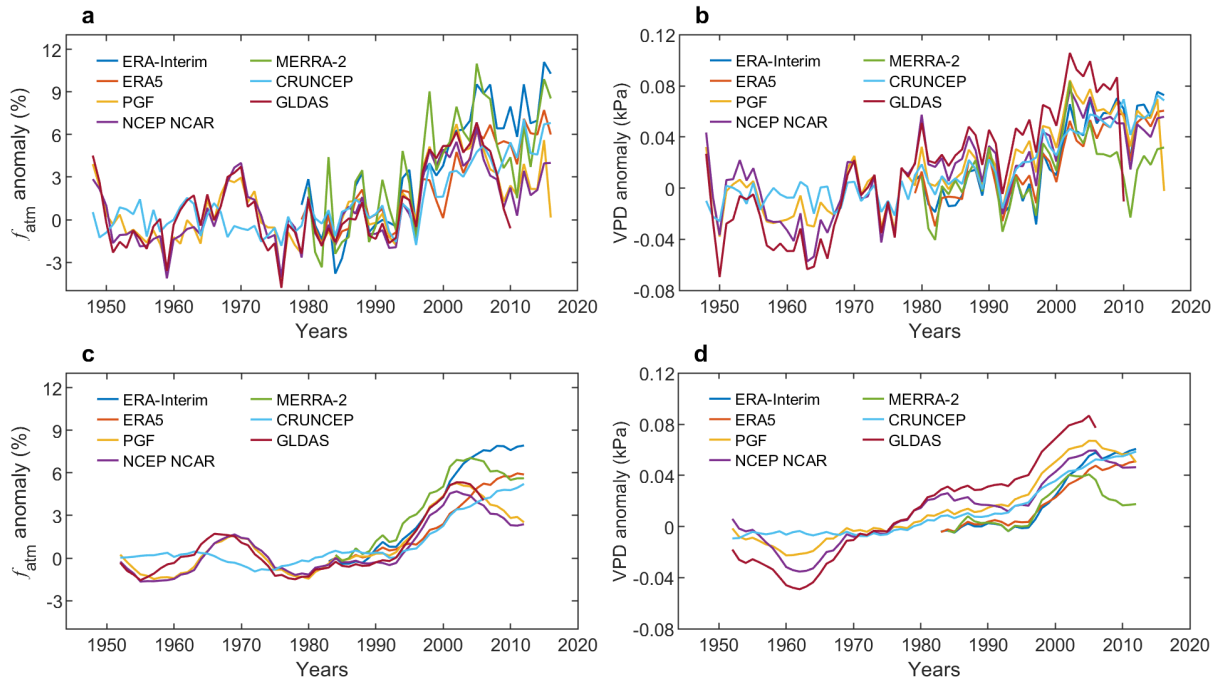 a
f atm anomaly (%)
12
9
6
3
0
-3
ERA-Interim
ERA5
PGF
NCEP NCAR
MERRA-2
CRUNCEP
GLDAS
1950 1960 1970 1980 1990 2000 2010 2020
Years
b
VPD anomaly (kPa)
0.12
0.08
0.04
0
-0.04
-0.08
ERA-Interim
ERA5
PGF
NCEP NCAR
MERRA-2
CRUNCEP
GLDAS
1950 1960 1970 1980 1990 2000 2010 2020
Years
c
f atm anomaly (%)
12
9
6
3
0
-3
ERA-Interim
ERA5
PGF
NCEP NCAR
MERRA-2
CRUNCEP
GLDAS
1950 1960 1970 1980 1990 2000 2010 2020
Years
d
VPD anomaly (kPa)
0.12
0.08
0.04
0
-0.04
-0.08
ERA-Interim
ERA5
PGF
NCEP NCAR
MERRA-2
CRUNCEP
GLDAS
1950 1960 1970 1980 1990 2000 2010 2020
Years